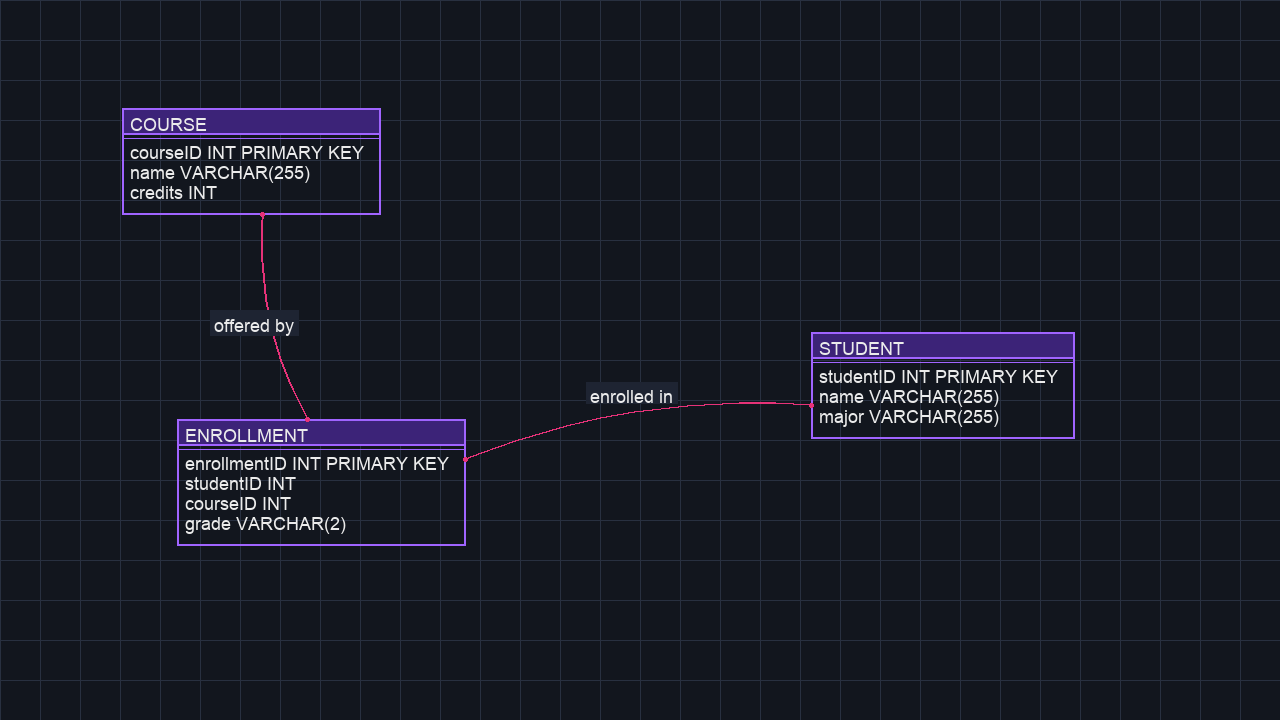 COURSE
courseID INT PRIMARY KEY
name VARCHAR(255)
credits INT
offered by
STUDENT
studentID INT PRIMARY KEY
name VARCHAR(255)
major VARCHAR(255)
enrolled in
ENROLLMENT
enrollmentID INT PRIMARY KEY
studentID INT
courseID INT
grade VARCHAR(2)